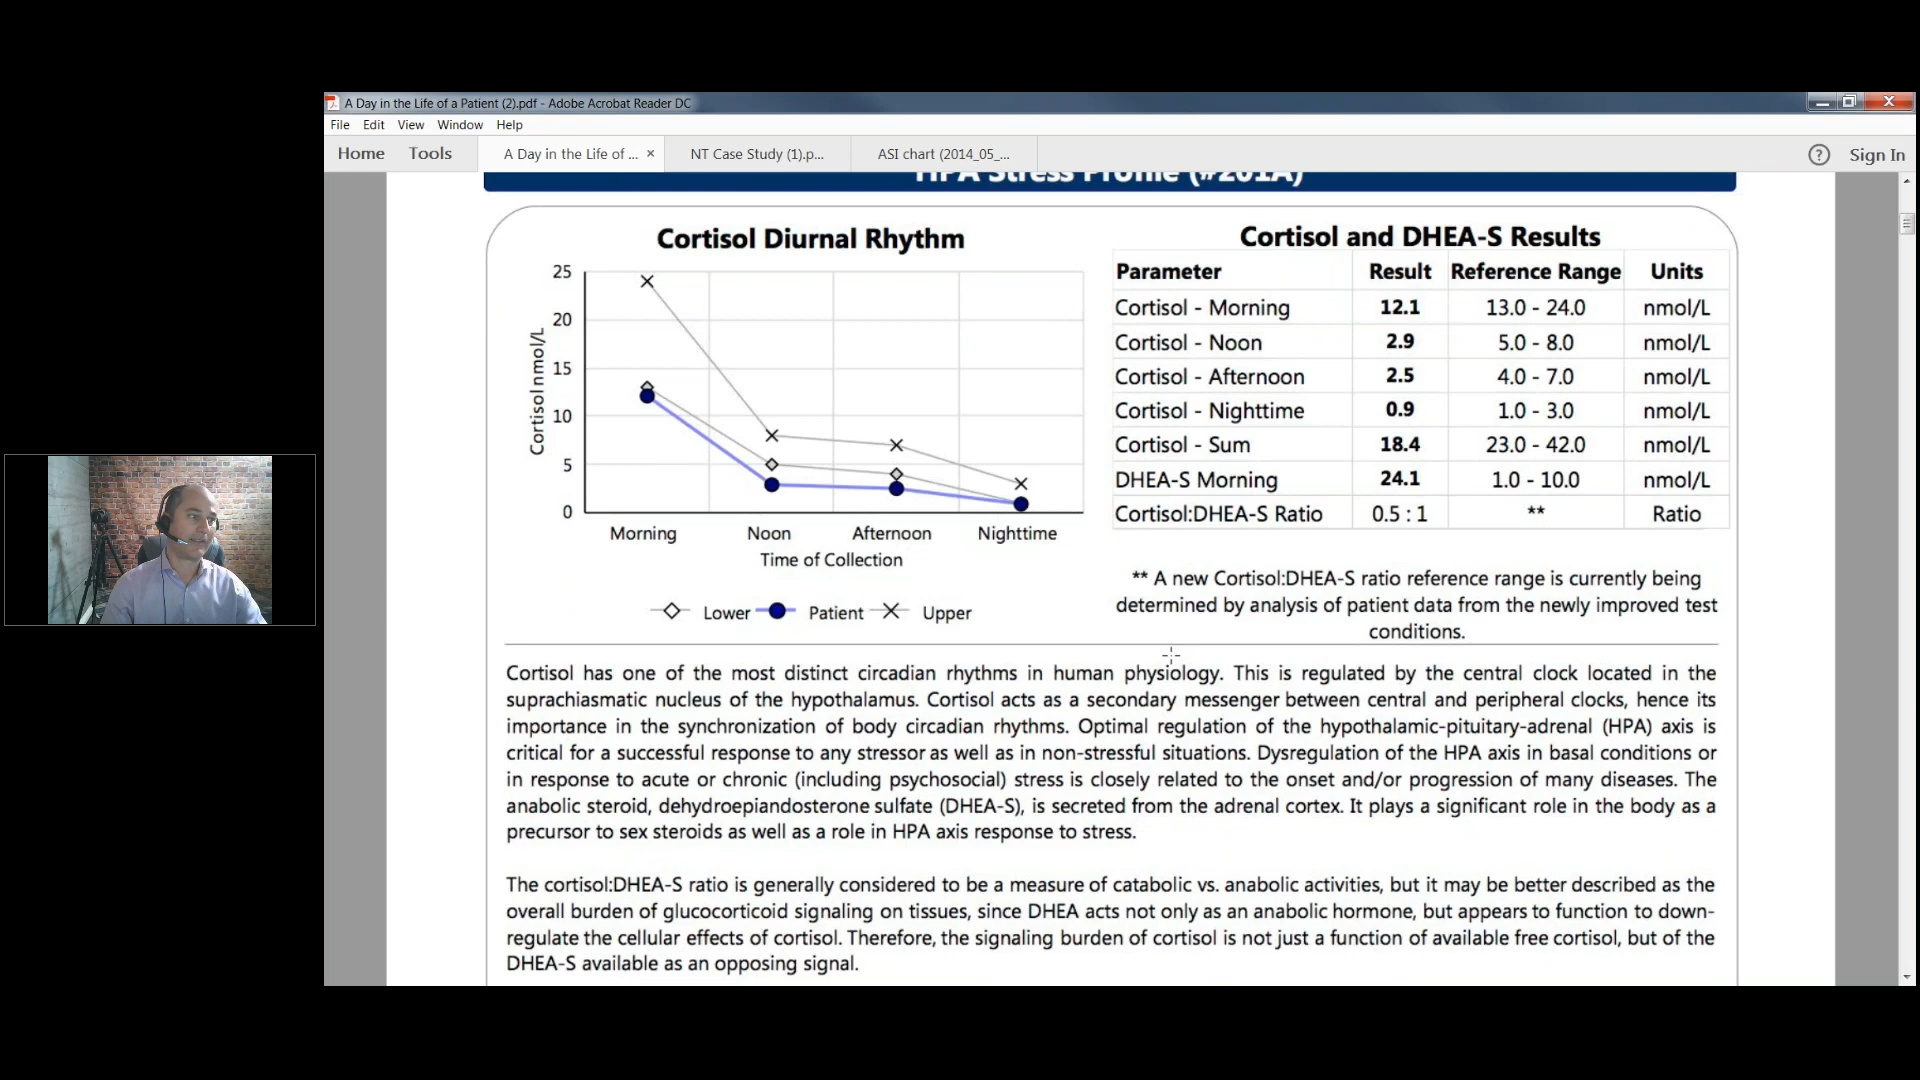 A Day in the Life of a Patient (2).pdf - Adobe Acrobat Reader DC
File Edit View Window Help
Home Tools A Day in the Life of ... × NT Case Study (1).p... ASI chart (2014_05_... ? Sign In
HPA Stress Profile (#201A)
Cortisol Diurnal Rhythm
25
20
15
10
5
0
Cortisol nmol/L
Morning Noon Afternoon Nighttime
Time of Collection
Lower Patient Upper
Cortisol and DHEA-S Results
Parameter Result Reference Range Units
Cortisol - Morning 12.1 13.0 - 24.0 nmol/L
Cortisol - Noon 2.9 5.0 - 8.0 nmol/L
Cortisol - Afternoon 2.5 4.0 - 7.0 nmol/L
Cortisol - Nighttime 0.9 1.0 - 3.0 nmol/L
Cortisol - Sum 18.4 23.0 - 42.0 nmol/L
DHEA-S Morning 24.1 1.0 - 10.0 nmol/L
Cortisol:DHEA-S Ratio 0.5 : 1 ** Ratio
** A new Cortisol:DHEA-S ratio reference range is currently being
determined by analysis of patient data from the newly improved test
conditions.
Cortisol has one of the most distinct circadian rhythms in human physiology. This is regulated by the central clock located in the
suprachiasmatic nucleus of the hypothalamus. Cortisol acts as a secondary messenger between central and peripheral clocks, hence its
importance in the synchronization of body circadian rhythms. Optimal regulation of the hypothalamic-pituitary-adrenal (HPA) axis is
critical for a successful response to any stressor as well as in non-stressful situations. Dysregulation of the HPA axis in basal conditions or
in response to acute or chronic (including psychosocial) stress is closely related to the onset and/or progression of many diseases. The
anabolic steroid, dehydroepiandosterone sulfate (DHEA-S), is secreted from the adrenal cortex. It plays a significant role in the body as a
precursor to sex steroids as well as a role in HPA axis response to stress.
The cortisol:DHEA-S ratio is generally considered to be a measure of catabolic vs. anabolic activities, but it may be better described as the
overall burden of glucocorticoid signaling on tissues, since DHEA acts not only as an anabolic hormone, but appears to function to down-
regulate the cellular effects of cortisol. Therefore, the signaling burden of cortisol is not just a function of available free cortisol, but of the
DHEA-S available as an opposing signal.